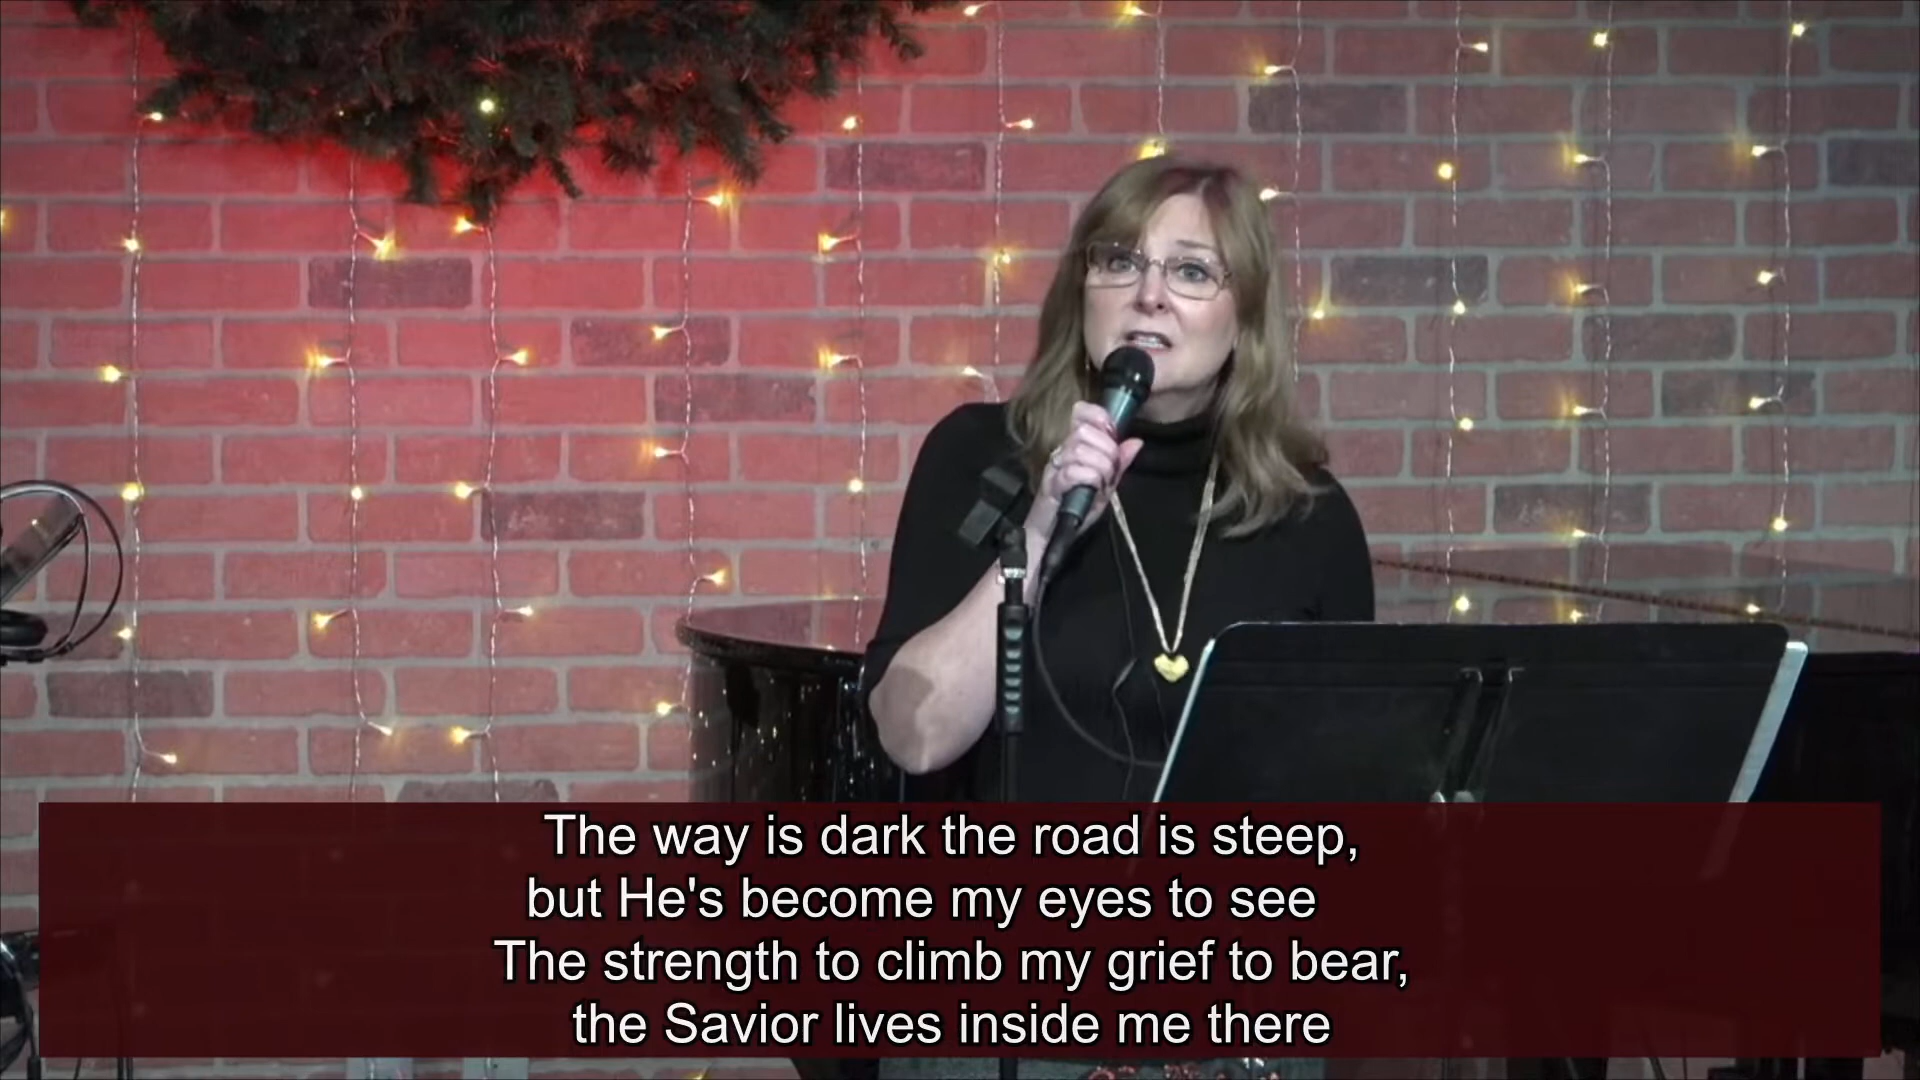 The way is dark the road is steep,
but He's become my eyes to see
The strength to climb my grief to bear,
the Savior lives inside me there